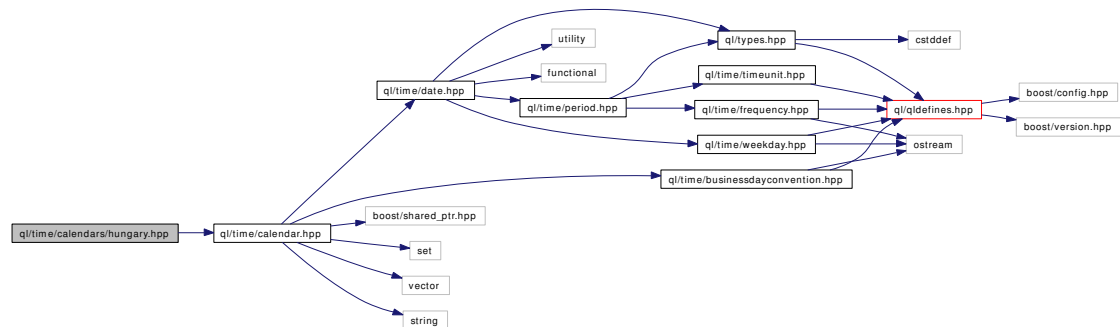 ql/types.hpp
cstddef
utility
functional
ql/time/timeunit.hpp
ql/time/date.hpp
boost/config.hpp
ql/time/period.hpp
ql/time/frequency.hpp
ql/qldefines.hpp
boost/version.hpp
ql/time/weekday.hpp
ostream
ql/time/businessdayconvention.hpp
boost/shared_ptr.hpp
ql/time/calendars/hungary.hpp
ql/time/calendar.hpp
set
vector
string